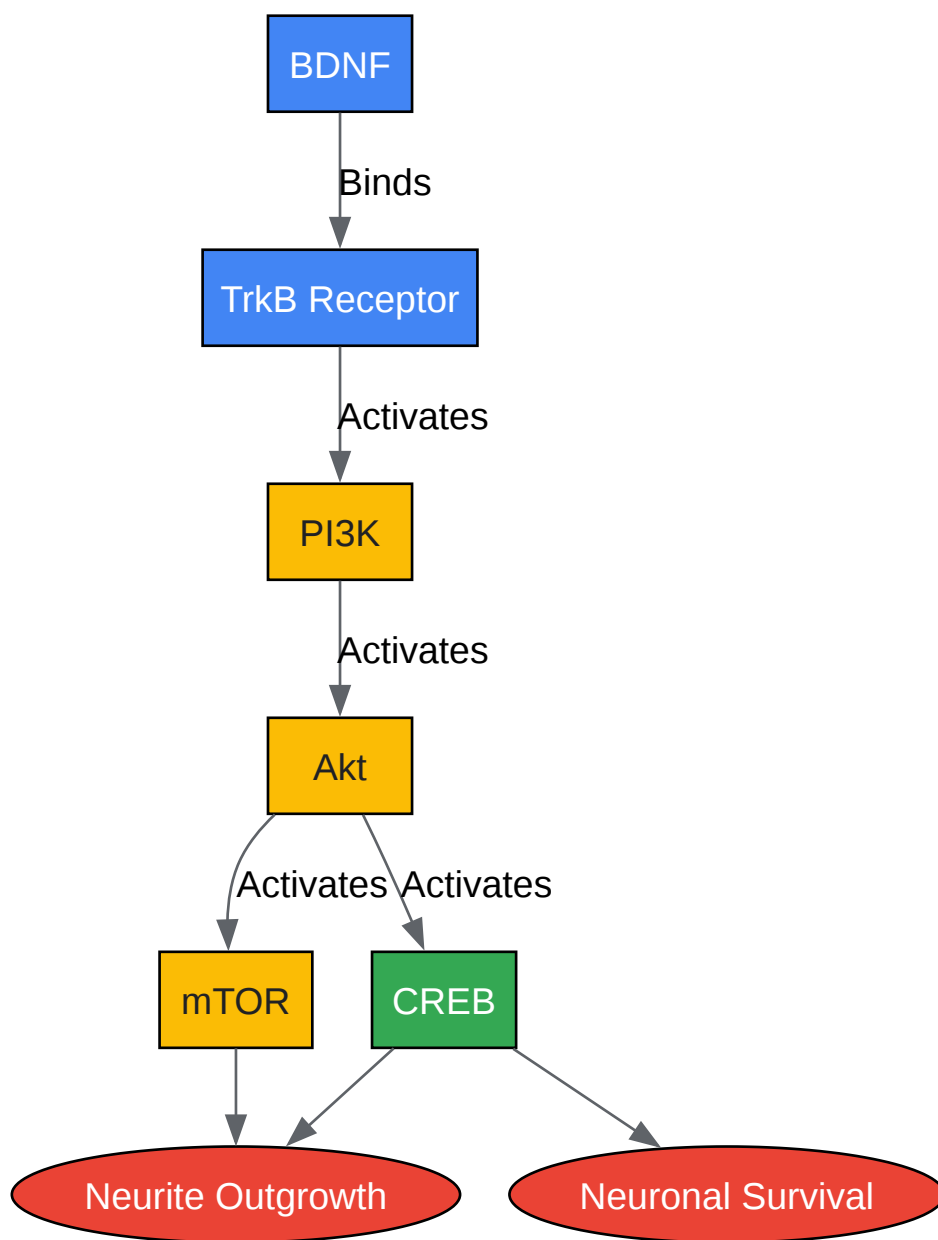 BDNF
Binds
TrkB Receptor
Activates
PI3K
Activates
Akt
Activates
Activates
mTOR
CREB
Neurite Outgrowth
Neuronal Survival